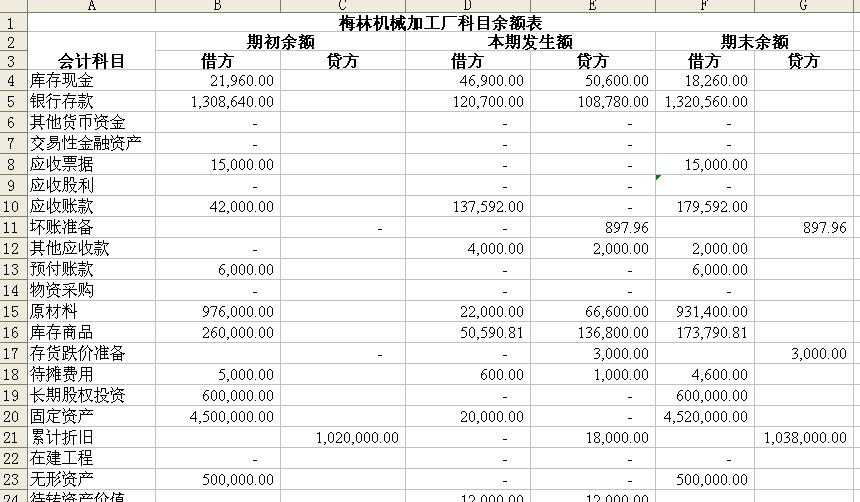 A B C D E F G
1 梅林机械加工厂科目余额表
2 期初余额 本期发生额 期末余额
3 会计科目 借方 贷方 借方 贷方 借方 贷方
4 库存现金 21,960.00 46,900.00 50,600.00 18,260.00
5 银行存款 1,308,640.00 120,700.00 108,780.00 1,320,560.00
6 其他货币资金 - - - -
7 交易性金融资产 - - - -
8 应收票据 15,000.00 - - 15,000.00
9 应收股利 - - - -
10 应收账款 42,000.00 137,592.00 - 179,592.00
11 坏账准备 - - 897.96 897.96
12 其他应收款 - 4,000.00 2,000.00 2,000.00
13 预付账款 6,000.00 - - 6,000.00
14 物资采购 - - - -
15 原材料 976,000.00 22,000.00 66,600.00 931,400.00
16 库存商品 260,000.00 50,590.81 136,800.00 173,790.81
17 存货跌价准备 - - 3,000.00 3,000.00
18 待摊费用 5,000.00 600.00 1,000.00 4,600.00
19 长期股权投资 600,000.00 - - 600,000.00
20 固定资产 4,500,000.00 20,000.00 - 4,520,000.00
21 累计折旧 1,020,000.00 - 18,000.00 1,038,000.00
22 在建工程 - - - -
23 无形资产 500,000.00 - - 500,000.00
24 待转资产价值 12,000.00 12,000.00